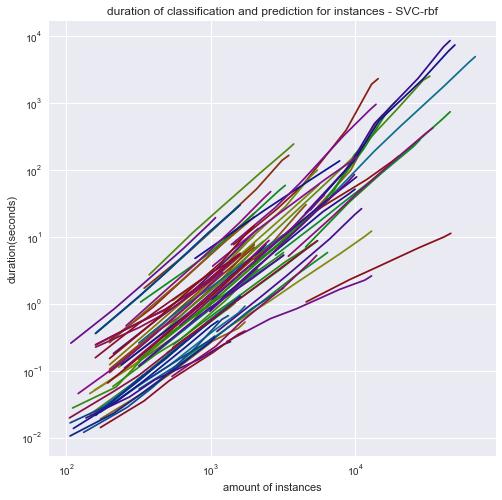 duration of classification and prediction for instances - SVC-rbf
duration(seconds)
10⁴
10³
10²
10¹
10⁰
10⁻¹
10⁻²
10² 10³ 10⁴
amount of instances